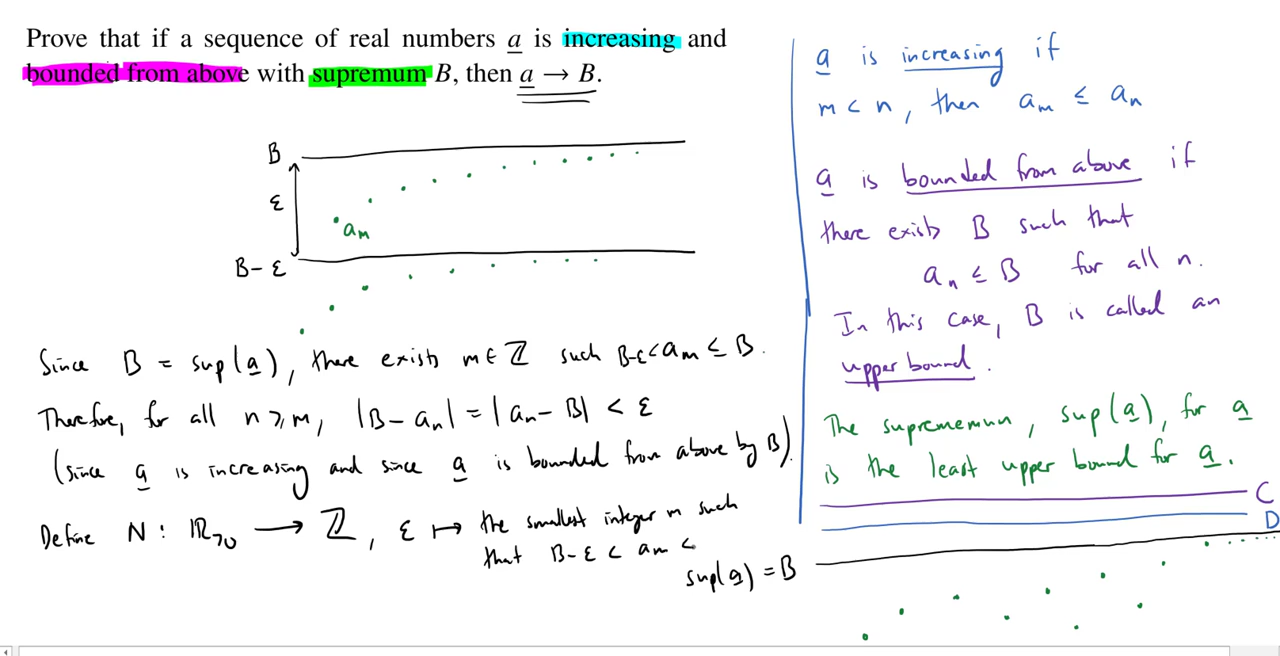 Prove that if a sequence of real numbers a is increasing and
bounded from above with supremum B, then a → B.
B
ε
a_m
B-ε
Since B = sup(a), there exists m ∈ ℤ such B-ε < a_m ≤ B.
Therefore, for all n ≥ m, |B - a_n| = |a_n - B| < ε
(since a is increasing and since a is bounded from above by B).
Define N : ℝ_>0 → ℤ, ε ↦ the smallest integer m such
that B-ε < a_m <
a is increasing if
m < n, then a_m ≤ a_n
a is bounded from above if
there exists B such that
a_n ≤ B for all n.
In this case, B is called an
upper bound.
The suprememum, sup(a), for a
is the least upper bound for a.
C
D
sup(a) = B